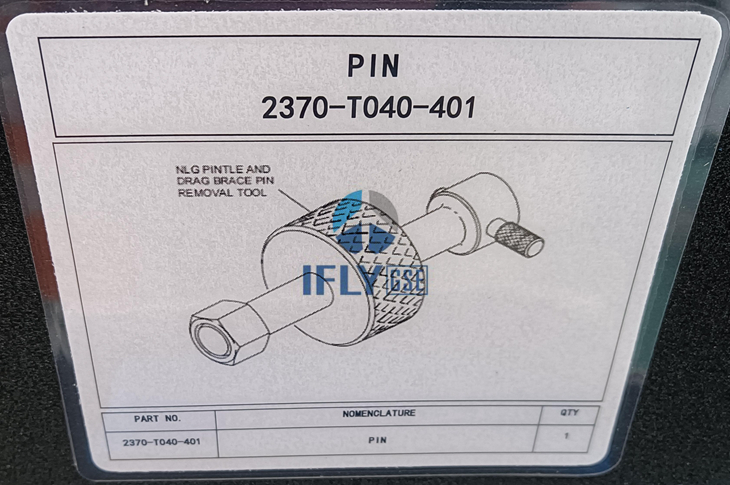 PIN
2370-T040-401
NLG PINTLE AND
DRAG BRACE PIN
REMOVAL TOOL
IFLY GSE
PART NO. NOMENCLATURE QTY
2370-T040-401 PIN 1